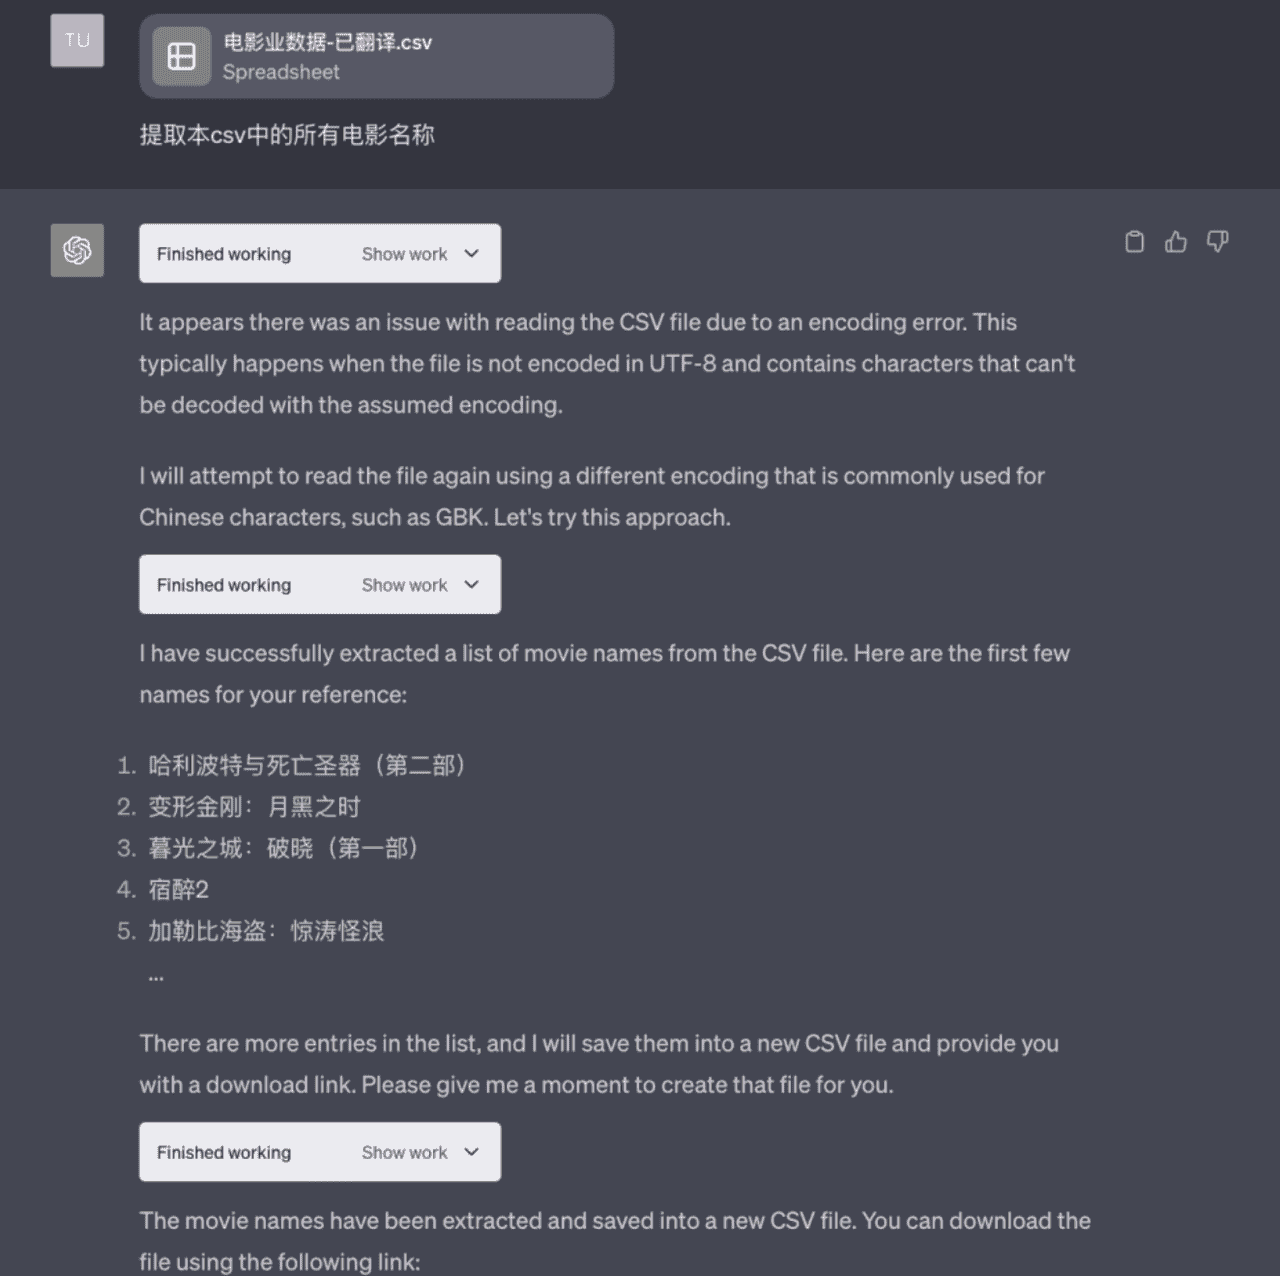 TU
电影业数据-已翻译.csv
Spreadsheet
提取本csv中的所有电影名称
Finished working Show work
It appears there was an issue with reading the CSV file due to an encoding error. This
typically happens when the file is not encoded in UTF-8 and contains characters that can't
be decoded with the assumed encoding.
I will attempt to read the file again using a different encoding that is commonly used for
Chinese characters, such as GBK. Let's try this approach.
Finished working Show work
I have successfully extracted a list of movie names from the CSV file. Here are the first few
names for your reference:
1. 哈利波特与死亡圣器（第二部）
2. 变形金刚：月黑之时
3. 暮光之城：破晓（第一部）
4. 宿醉2
5. 加勒比海盗：惊涛怪浪
...
There are more entries in the list, and I will save them into a new CSV file and provide you
with a download link. Please give me a moment to create that file for you.
Finished working Show work
The movie names have been extracted and saved into a new CSV file. You can download the
file using the following link: